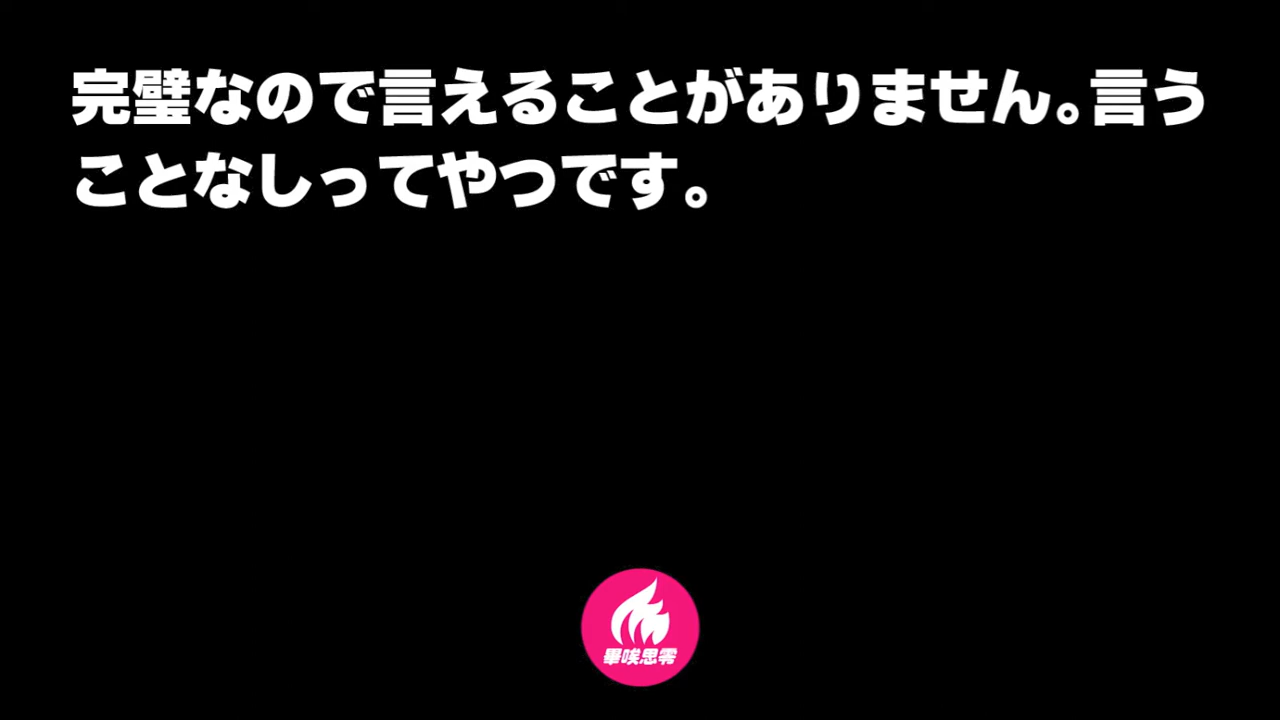 完璧なので言えることがありません。言う
ことなしってやつです。
畢唉思零